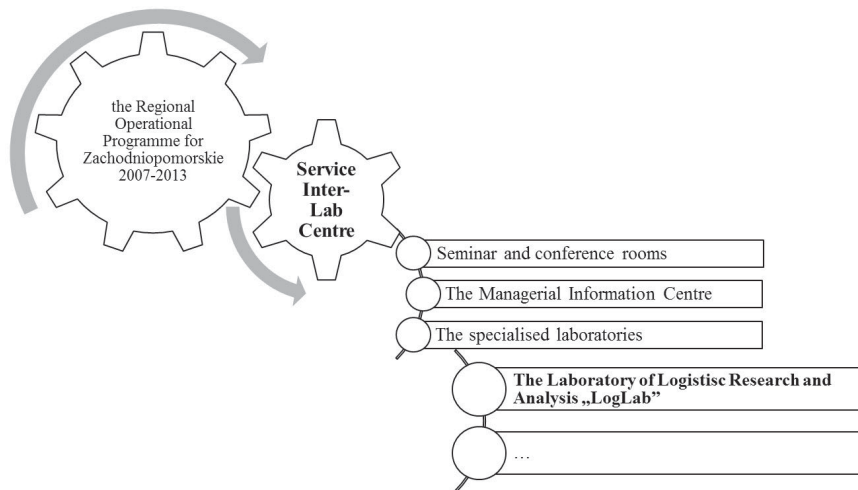 the Regional
Operational
Programme for
Zachodniopomorskie
2007-2013
Service
Inter-
Lab
Centre
Seminar and conference rooms
The Managerial Information Centre
The specialised laboratories
The Laboratory of Logistisc Research and
Analysis „LogLab”
...